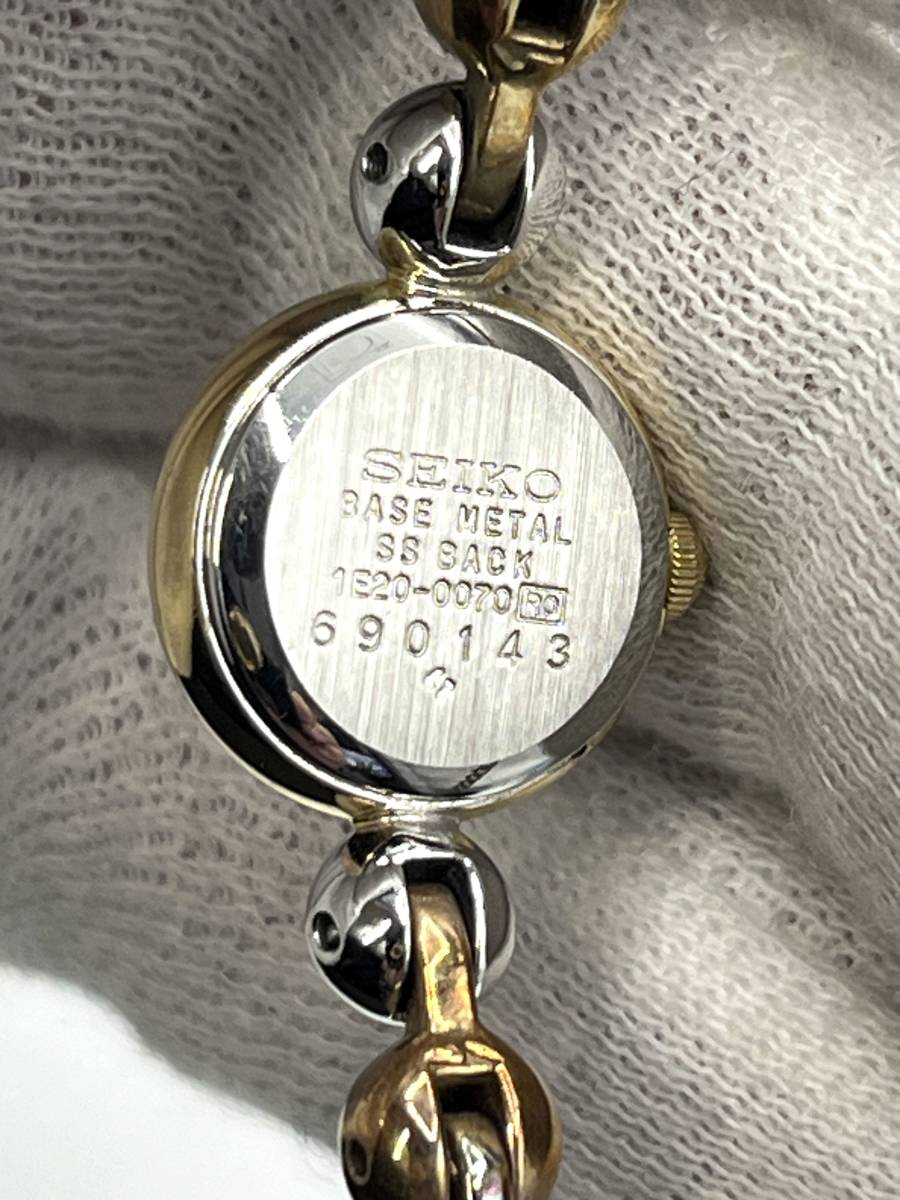 SEIKO
BASE METAL
SS BACK
1E20-0070 R0
690143